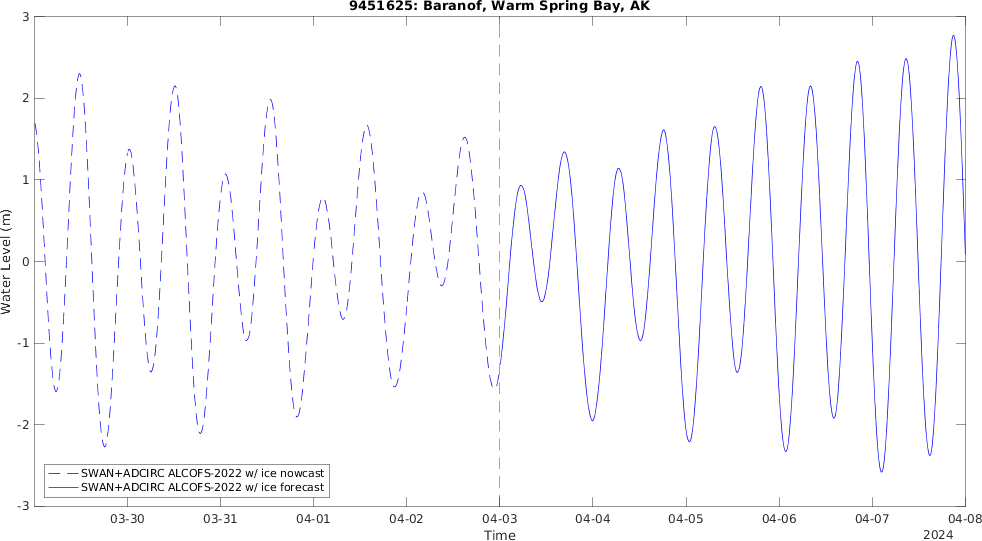 9451625: Baranof, Warm Spring Bay, AK
3
2
1
0
-1
-2
-3
Water Level (m)
SWAN+ADCIRC ALCOFS-2022 w/ ice nowcast
SWAN+ADCIRC ALCOFS-2022 w/ ice forecast
03-30 03-31 04-01 04-02 04-03 04-04 04-05 04-06 04-07 04-08
Time
2024